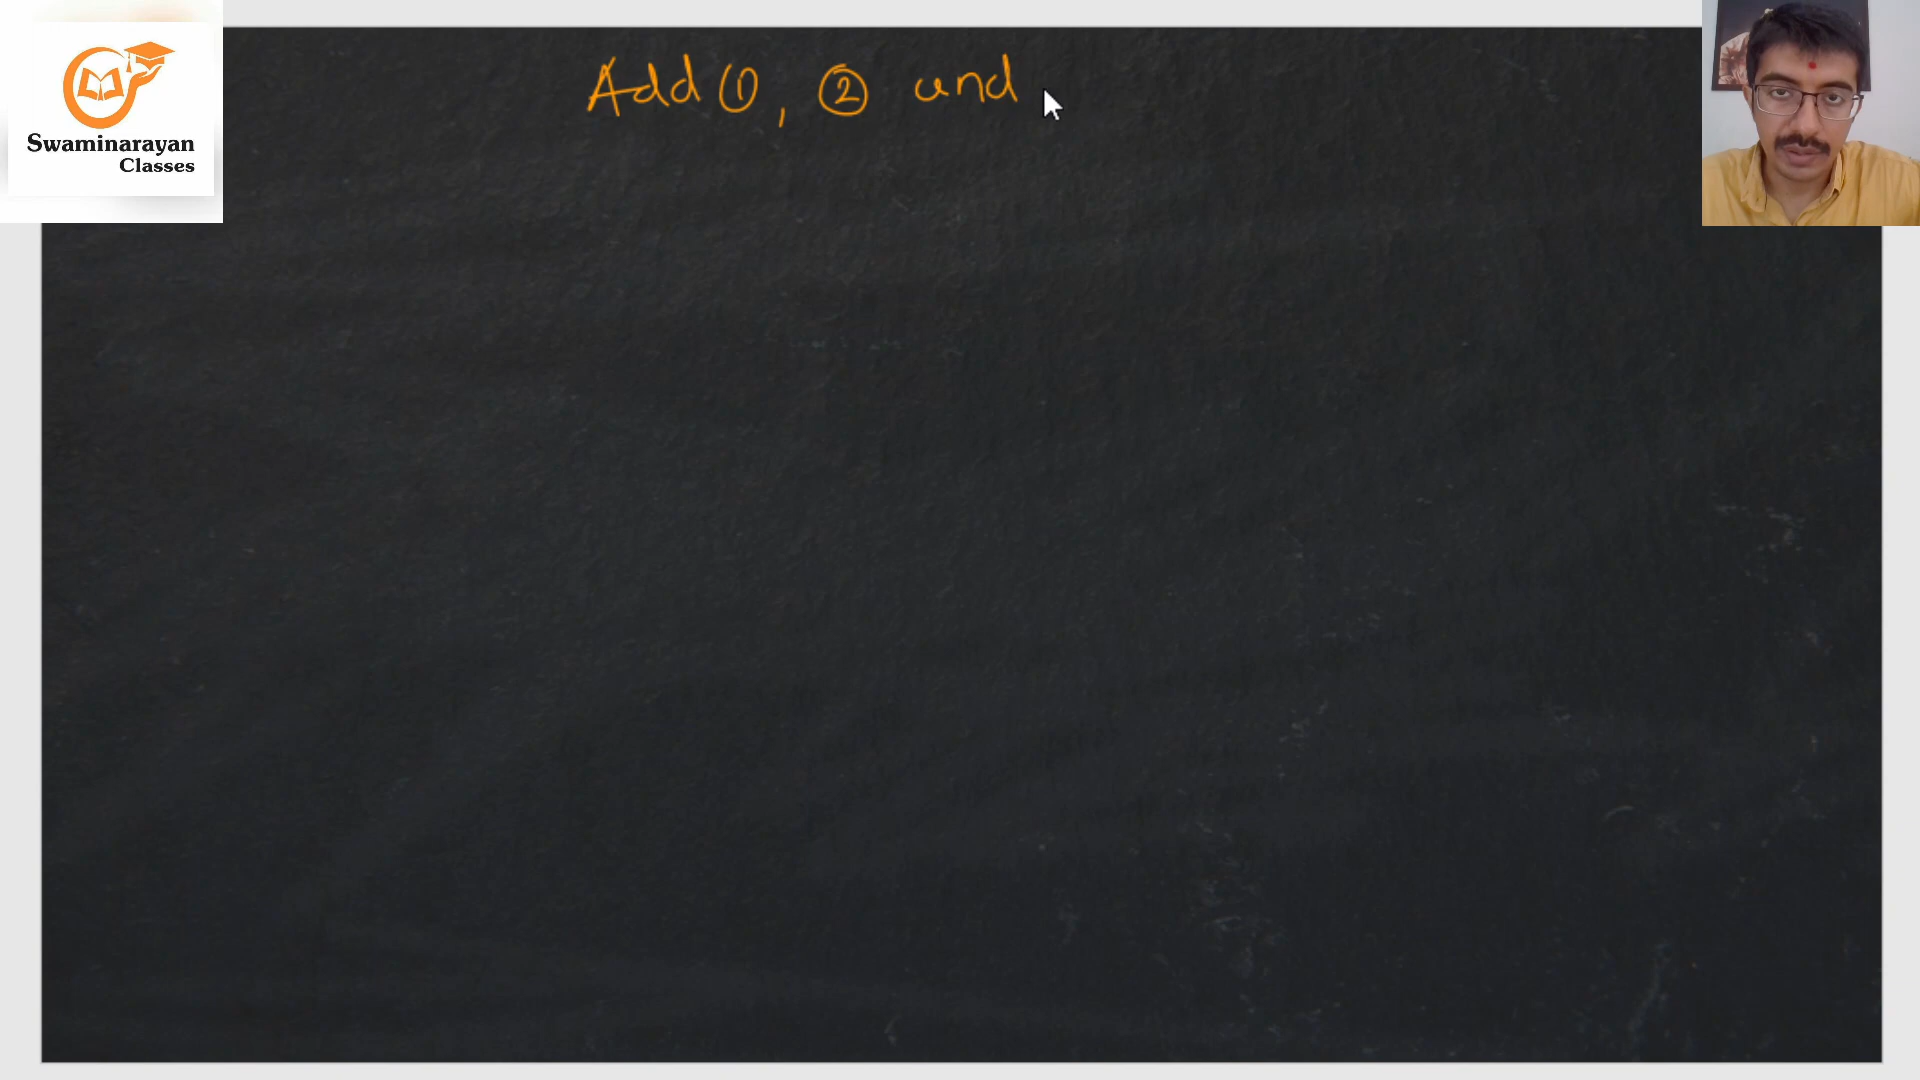 Swaminarayan
Classes
Add ①, ② and